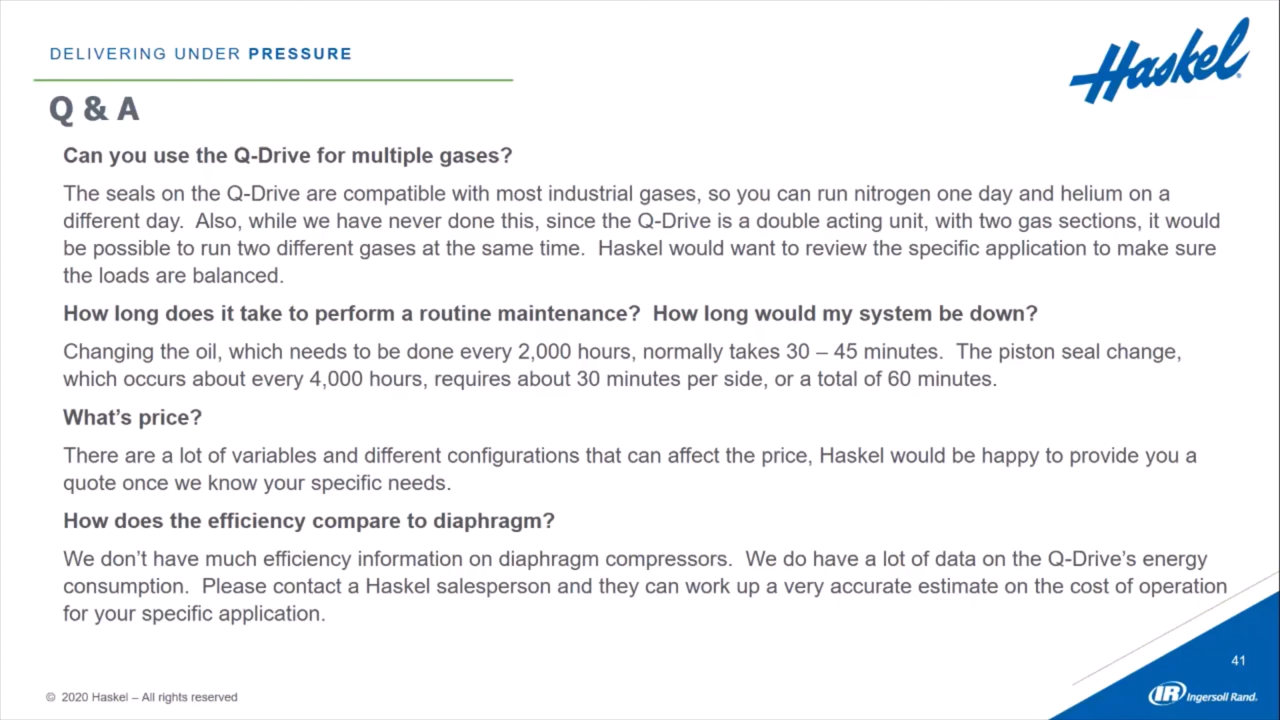 DELIVERING UNDER PRESSURE
Haskel®
Q & A
Can you use the Q-Drive for multiple gases?
The seals on the Q-Drive are compatible with most industrial gases, so you can run nitrogen one day and helium on a
different day.  Also, while we have never done this, since the Q-Drive is a double acting unit, with two gas sections, it would
be possible to run two different gases at the same time.  Haskel would want to review the specific application to make sure
the loads are balanced.
How long does it take to perform a routine maintenance?  How long would my system be down?
Changing the oil, which needs to be done every 2,000 hours, normally takes 30 – 45 minutes.  The piston seal change,
which occurs about every 4,000 hours, requires about 30 minutes per side, or a total of 60 minutes.
What’s price?
There are a lot of variables and different configurations that can affect the price, Haskel would be happy to provide you a
quote once we know your specific needs.
How does the efficiency compare to diaphragm?
We don’t have much efficiency information on diaphragm compressors.  We do have a lot of data on the Q-Drive’s energy
consumption.  Please contact a Haskel salesperson and they can work up a very accurate estimate on the cost of operation
for your specific application.
41
© 2020 Haskel – All rights reserved
IR Ingersoll Rand.